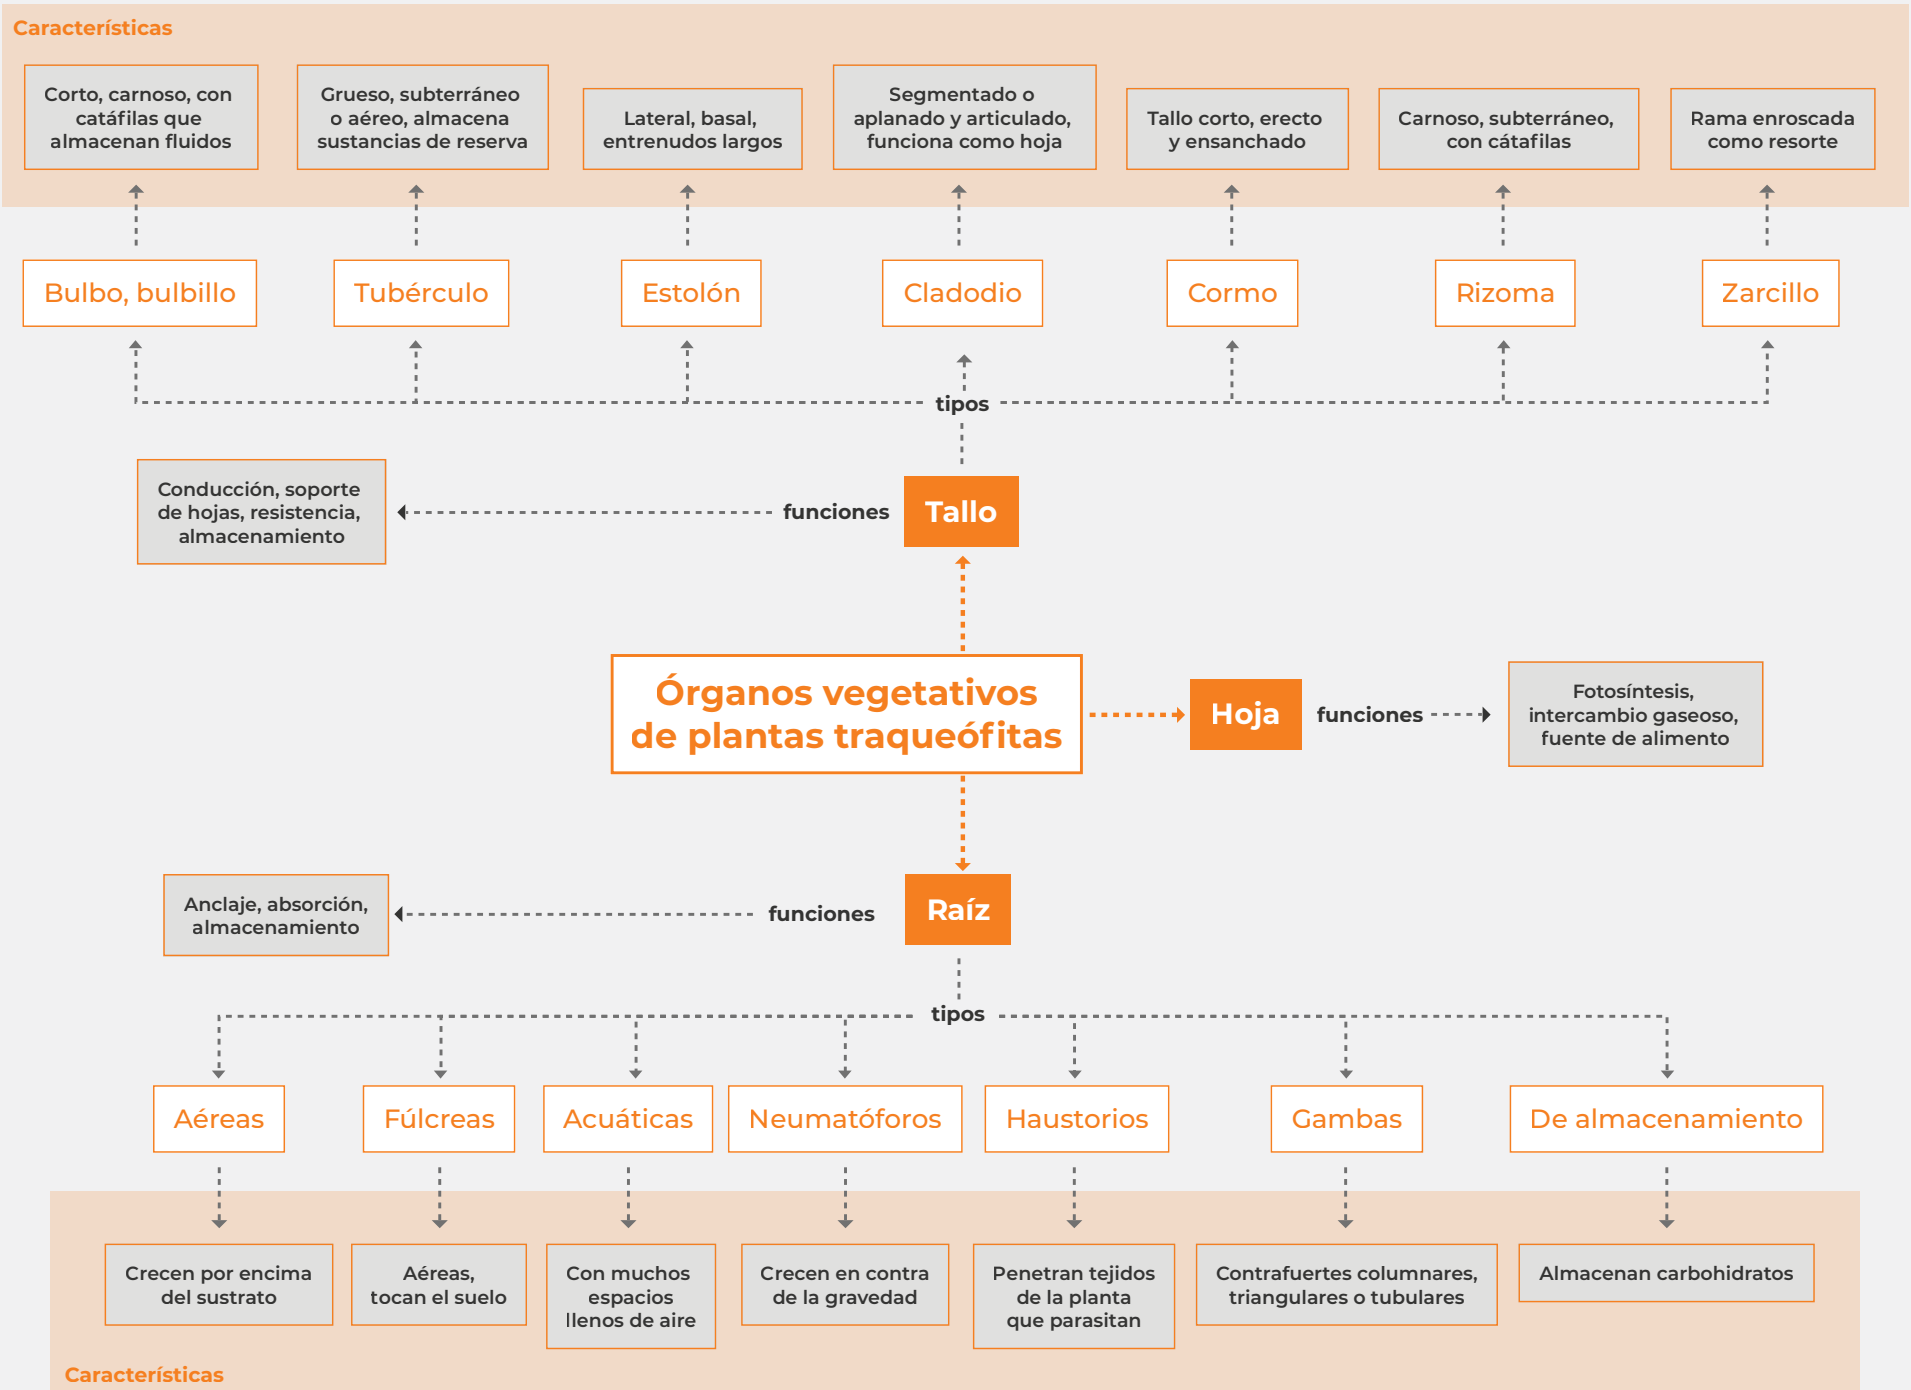 Características
Corto, carnoso, con
catáfilas que
almacenan fluidos
Grueso, subterráneo
o aéreo, almacena
sustancias de reserva
Lateral, basal,
entrenudos largos
Segmentado o
aplanado y articulado,
funciona como hoja
Tallo corto, erecto
y ensanchado
Carnoso, subterráneo,
con cátafilas
Rama enroscada
como resorte
Bulbo, bulbillo
Tubérculo
Estolón
Cladodio
Cormo
Rizoma
Zarcillo
tipos
Conducción, soporte
de hojas, resistencia,
almacenamiento
funciones
Tallo
Órganos vegetativos
de plantas traqueófitas
Hoja
funciones
Fotosíntesis,
intercambio gaseoso,
fuente de alimento
Anclaje, absorción,
almacenamiento
funciones
Raíz
tipos
Aéreas
Fúlcreas
Acuáticas
Neumatóforos
Haustorios
Gambas
De almacenamiento
Crecen por encima
del sustrato
Aéreas,
tocan el suelo
Con muchos
espacios
llenos de aire
Crecen en contra
de la gravedad
Penetran tejidos
de la planta
que parasitan
Contrafuertes columnares,
triangulares o tubulares
Almacenan carbohidratos
Características